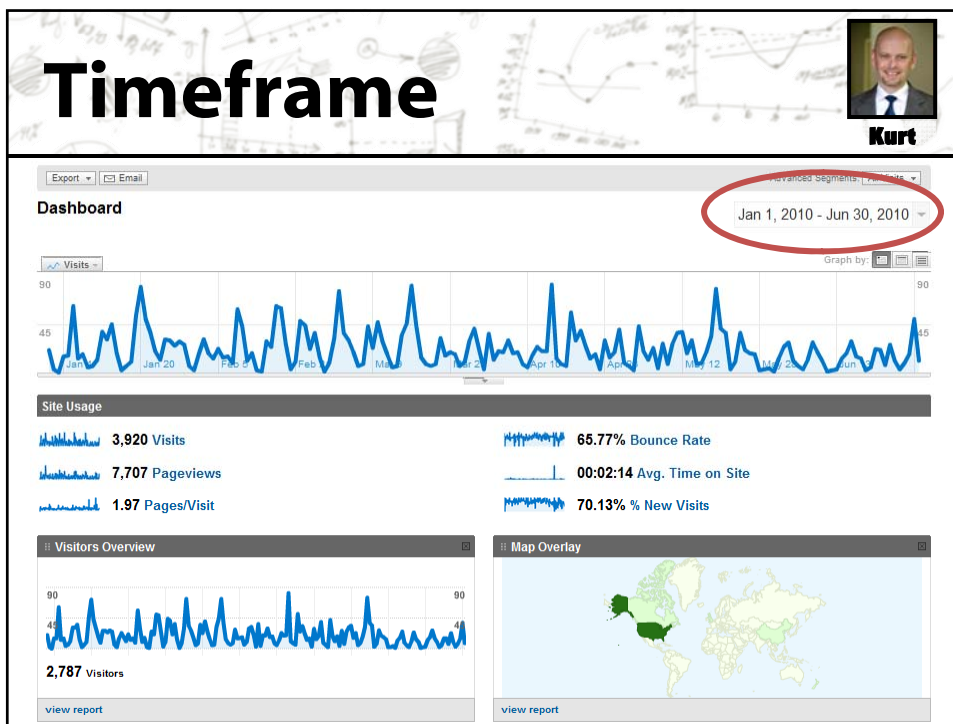 Timeframe
Kurt
Export
Email
Advanced Segments:
Dashboard
Jan 1, 2010 - Jun 30, 2010
Visits
Graph by:
90 90
45 45
Jan 20
Apr 10
May 12
Site Usage
3,920 Visits
65.77% Bounce Rate
7,707 Pageviews
00:02:14 Avg. Time on Site
1.97 Pages/Visit
70.13% % New Visits
Visitors Overview
90 90
2,787 Visitors
view report
Map Overlay
view report